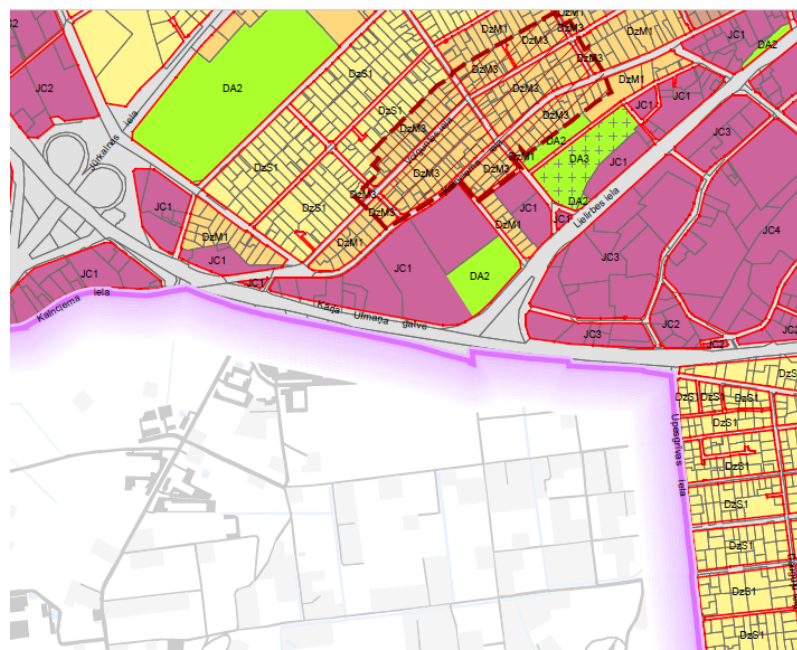 DzM1
DzM1
DzM3
DzM3
DzM1
JC1
DA2
JC2
DA2
DzM3
DzM3
DzM1
JC1
JC1
JC3
DzS1
DzM3
DA2
DzM1
DA3
JC1
Jūrkalnes iela
DzS1
DzM3
DzM3
DzM3
DzM3
DA2
JC1
JC1
DzS1
DzM1
Lielirbes iela
JC4
JC3
DzM1
JC1
DzM1
JC1
JC1
DA2
JC1
Kalnciema iela
Kārļa Ulmaņa gatve
JC3
JC2
JC2
DzS1
DzS1
DzS1
DzS1
DzS1
DzS1
DzS1
DzS1
Upesgrīvas iela